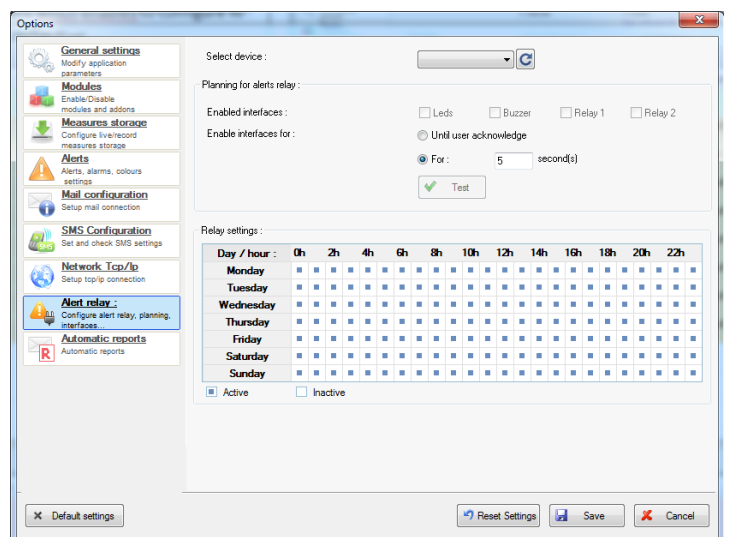 Options
General settings
Modify application
parameters
Modules
Enable/Disable
modules and addons
Measures storage
Configure live/record
measures storage
Alerts
Alerts, alarms, colours
settings
Mail configuration
Setup mail connection
SMS Configuration
Set and check SMS settings
Network Tcp/Ip
Setup tcp/ip connection
Alert relay :
Configure alert relay, planning,
interfaces...
Automatic reports
Automatic reports
R
Select device :
Planning for alerts relay :
Enabled interfaces : Leds Buzzer Relay 1 Relay 2
Enable interfaces for : Until user acknowledge
For : 5 second(s)
Test
Relay settings :
Day / hour : 0h 2h 4h 6h 8h 10h 12h 14h 16h 18h 20h 22h
Monday
Tuesday
Wednesday
Thursday
Friday
Saturday
Sunday
Active Inactive
Default settings Reset Settings Save Cancel